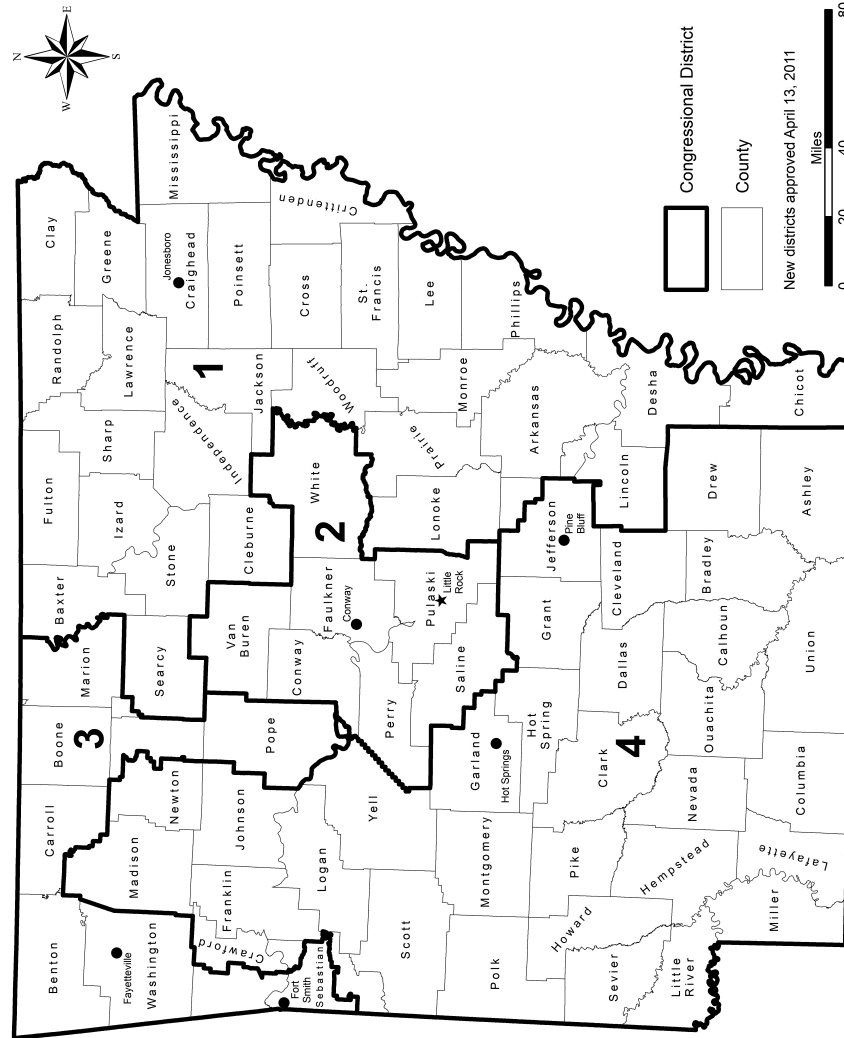 N
E
S
W
Benton
Carroll
Boone
Marion
Baxter
Fulton
Randolph
Clay
Fayetteville
Washington
Madison
Newton
3
Searcy
Stone
Izard
Sharp
Lawrence
Greene
Mississippi
Crawford
Franklin
Johnson
Pope
Van
Buren
Cleburne
Independence
1
Jackson
Jonesboro
Craighead
Poinsett
Fort
Smith
Sebastian
Logan
Yell
Conway
Faulkner
Conway
2
White
Woodruff
Cross
Crittenden
St.
Francis
Scott
Perry
Pulaski
Little
Rock
Lonoke
Prairie
Monroe
Lee
Phillips
Polk
Montgomery
Garland
Hot Springs
Saline
Hot
Spring
Grant
Jefferson
Pine
Bluff
Arkansas
Howard
Pike
Clark
4
Dallas
Cleveland
Lincoln
Desha
Sevier
Little
River
Hempstead
Nevada
Ouachita
Calhoun
Bradley
Drew
Chicot
Miller
Lafayette
Columbia
Union
Ashley
Congressional District
County
New districts approved April 13, 2011
Miles
0 20 40 80